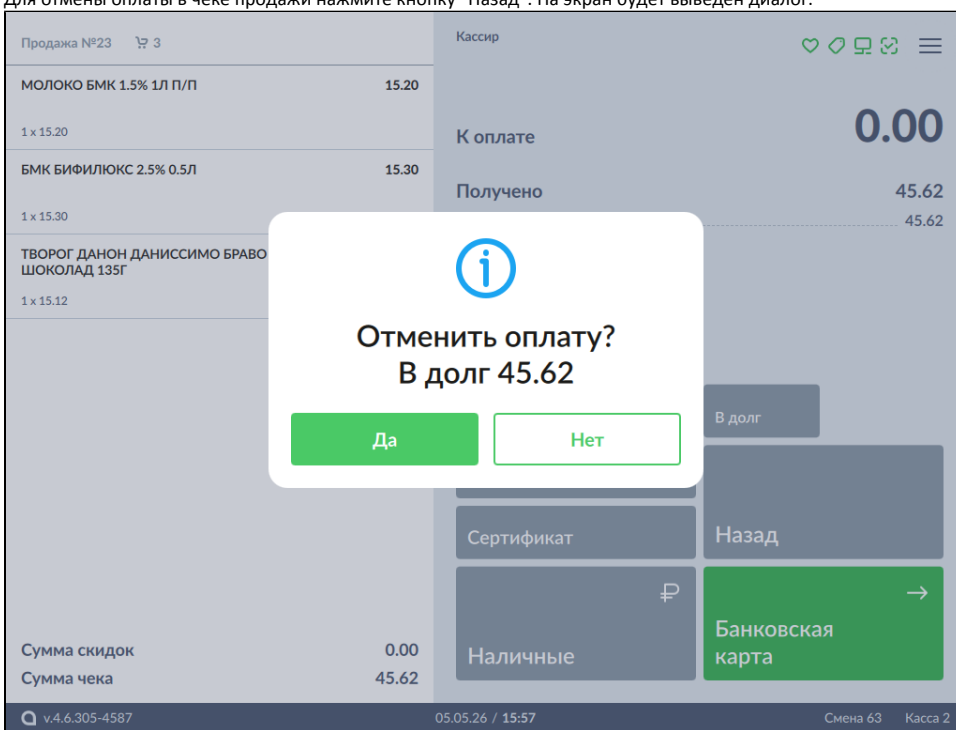 Для отмены оплаты в чеке продажи нажмите кнопку "Назад". На экран будет выведен диалог:
Продажа №23 3
МОЛОКО БМК 1.5% 1Л П/П 15.20
1 x 15.20
БМК БИФИЛЮКС 2.5% 0.5Л 15.30
1 x 15.30
ТВОРОГ ДАНОН ДАНИССИМО БРАВО
ШОКОЛАД 135Г
1 x 15.12
Сумма скидок 0.00
Сумма чека 45.62
Кассир
К оплате 0.00
Получено 45.62
45.62
Отменить оплату?
В долг 45.62
Да Нет
В долг
Сертификат
Назад
Наличные ₽
Банковская
карта
v.4.6.305-4587 05.05.26 / 15:57 Смена 63 Касса 2